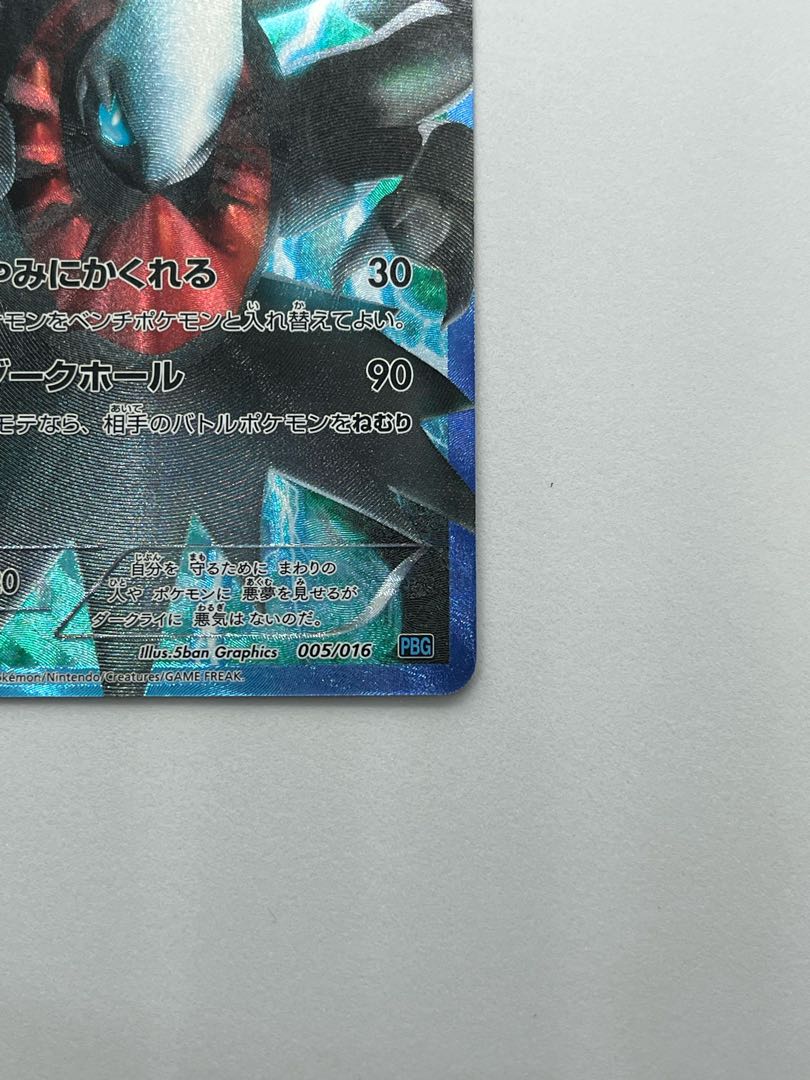 やみにかくれる 30
ケモンをベンチポケモンと入れ替えてよい。
ダークホール 90
モテなら、相手のバトルポケモンをねむり
自分を 守るために まわりの
人や ポケモンに 悪夢を見せるが
ダークライに 悪気は ないのだ。
Illus.5ban Graphics 005/016 PBG
okémon/Nintendo/Creatures/GAME FREAK.